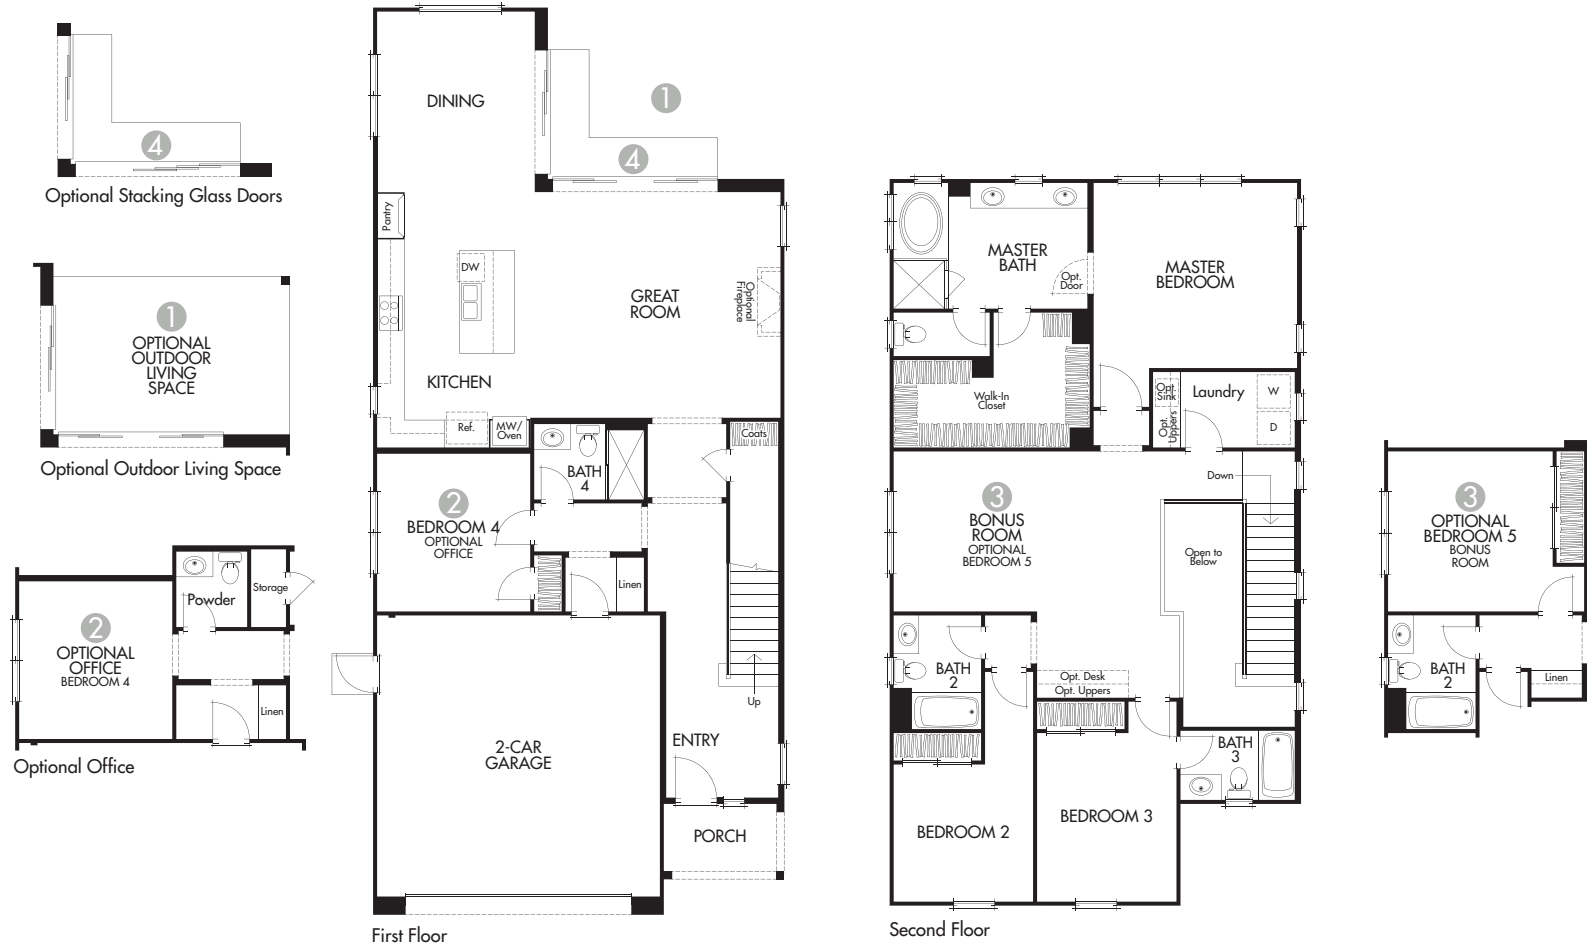 4
Optional Stacking Glass Doors
1
OPTIONAL
OUTDOOR
LIVING
SPACE
Optional Outdoor Living Space
Powder
Storage
2
OPTIONAL
OFFICE
BEDROOM 4
Linen
Optional Office
DINING
1
4
Pantry
DW
GREAT
ROOM
Optional
Fireplace
KITCHEN
Ref.
MW/
Oven
Coats
BATH
4
2
BEDROOM 4
OPTIONAL
OFFICE
Linen
Up
2-CAR
GARAGE
ENTRY
PORCH
First Floor
MASTER
BATH
Opt.
Door
MASTER
BEDROOM
Walk-In
Closet
Opt.
Sink
Opt.
Uppers
Laundry
W
D
Down
3
BONUS
ROOM
OPTIONAL
BEDROOM 5
Open to
Below
BATH
2
Opt. Desk
Opt. Uppers
BATH
3
BEDROOM 2
BEDROOM 3
Second Floor
3
OPTIONAL
BEDROOM 5
BONUS
ROOM
BATH
2
Linen